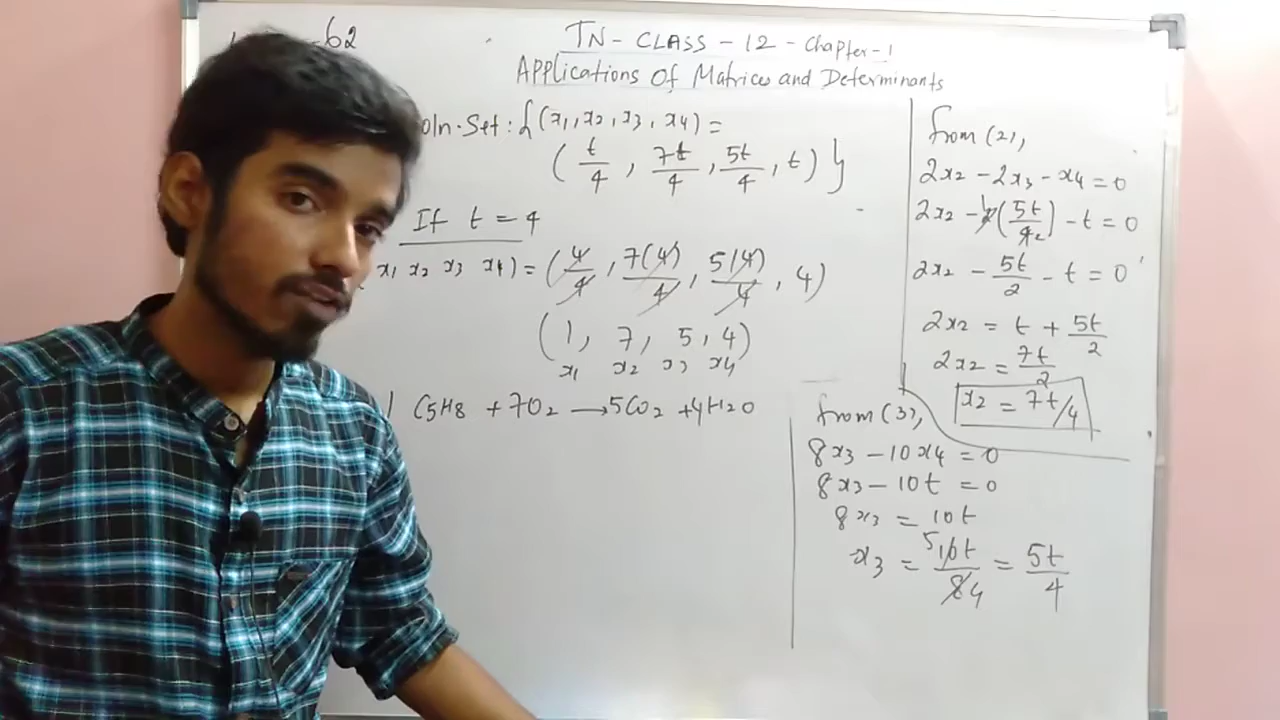 62
TN - CLASS - 12 - Chapter-1
Applications Of Matrices and Determinants
oln. Set : {(x1, x2, x3, x4) =
(t/4, 7t/4, 5t/4, t)}
If t = 4
x1 x2 x3 x4) = (4/4, 7(4)/4, 5(4)/4, 4)
(1, 7, 5, 4)
x1 x2 x3 x4
1 C5H8 + 7O2 → 5CO2 + 4H2O
from (2),
2x2 - 2x3 - x4 = 0
2x2 - 2(5t/4) - t = 0
2x2 - 5t/2 - t = 0
2x2 = t + 5t/2
2x2 = 7t/2
x2 = 7t/4
from (3),
8x3 - 10x4 = 0
8x3 - 10t = 0
8x3 = 10t
x3 = 10t/8 = 5t/4